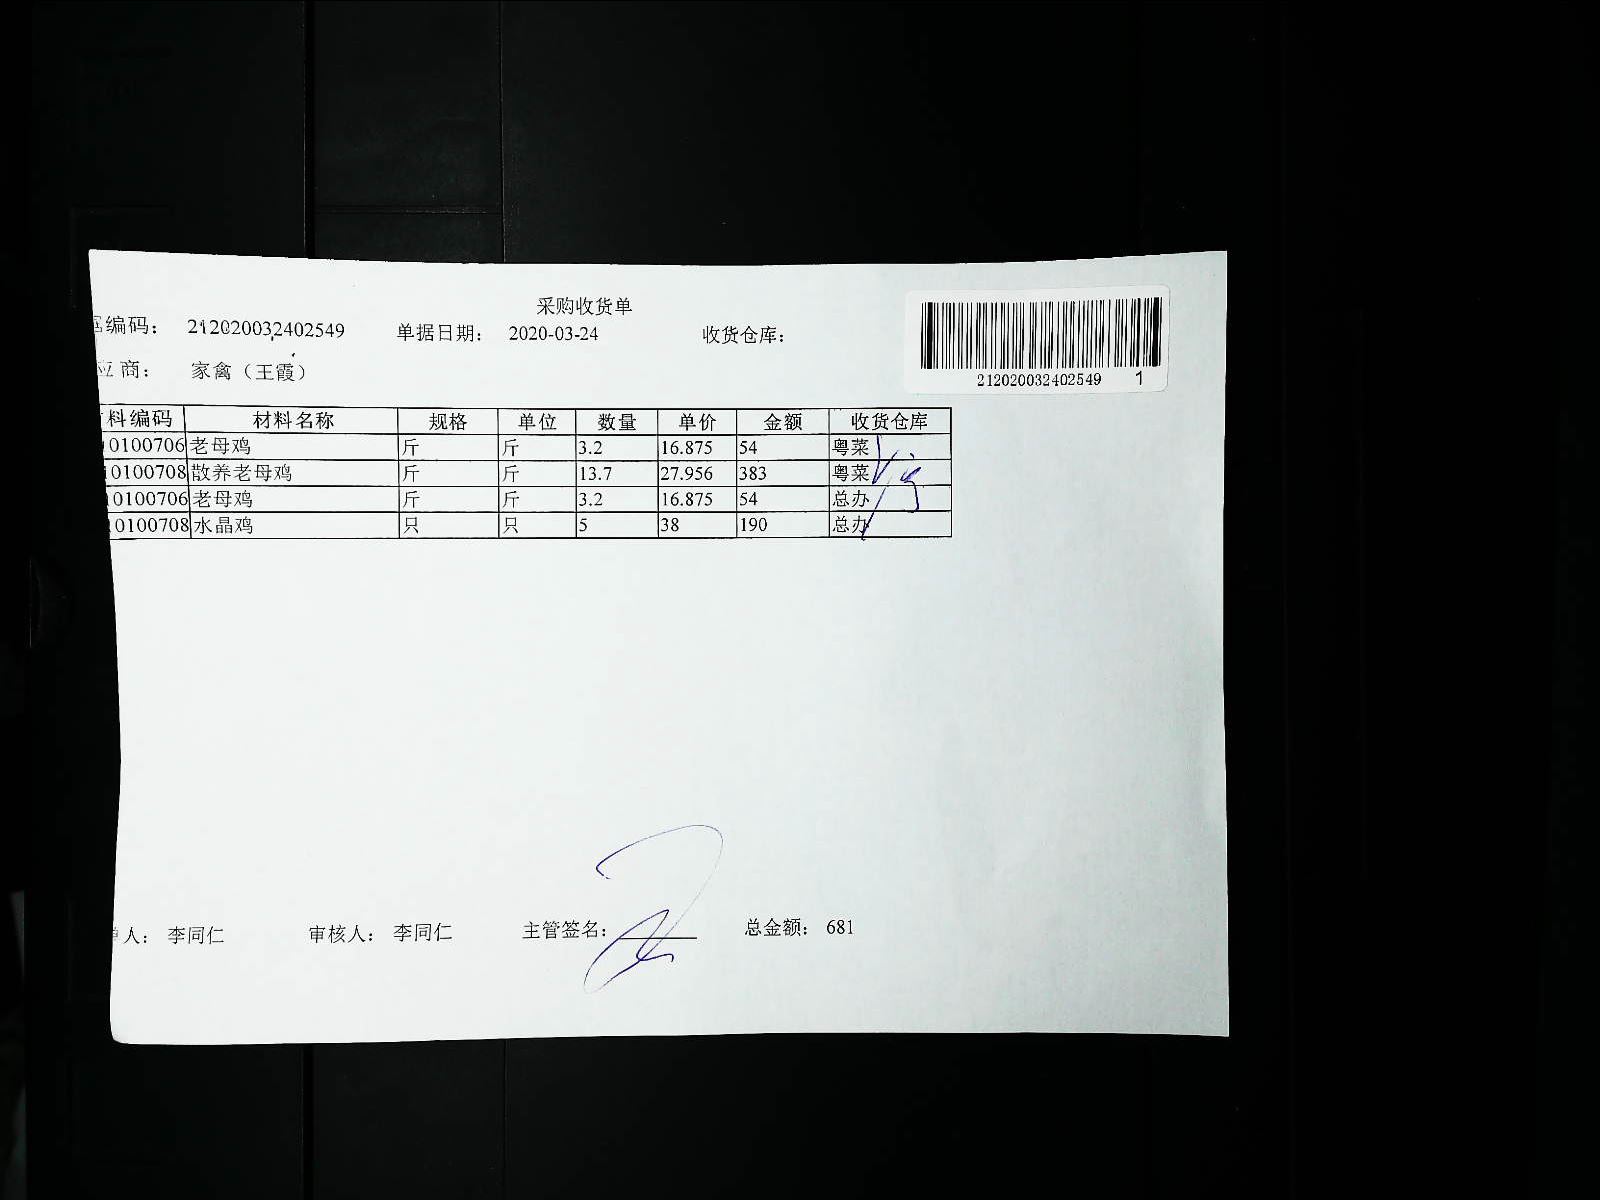 采购收货单
编码： 212020032402549 单据日期： 2020-03-24 收货仓库：
212020032402549 1
应商： 家禽（王霞）
料编码 材料名称 规格 单位 数量 单价 金额 收货仓库
0100706 老母鸡 斤 斤 3.2 16.875 54 粤菜
0100708 散养老母鸡 斤 斤 13.7 27.956 383 粤菜
0100706 老母鸡 斤 斤 3.2 16.875 54 总办
0100708 水晶鸡 只 只 5 38 190 总办
人： 李同仁 审核人： 李同仁 主管签名： 总金额： 681